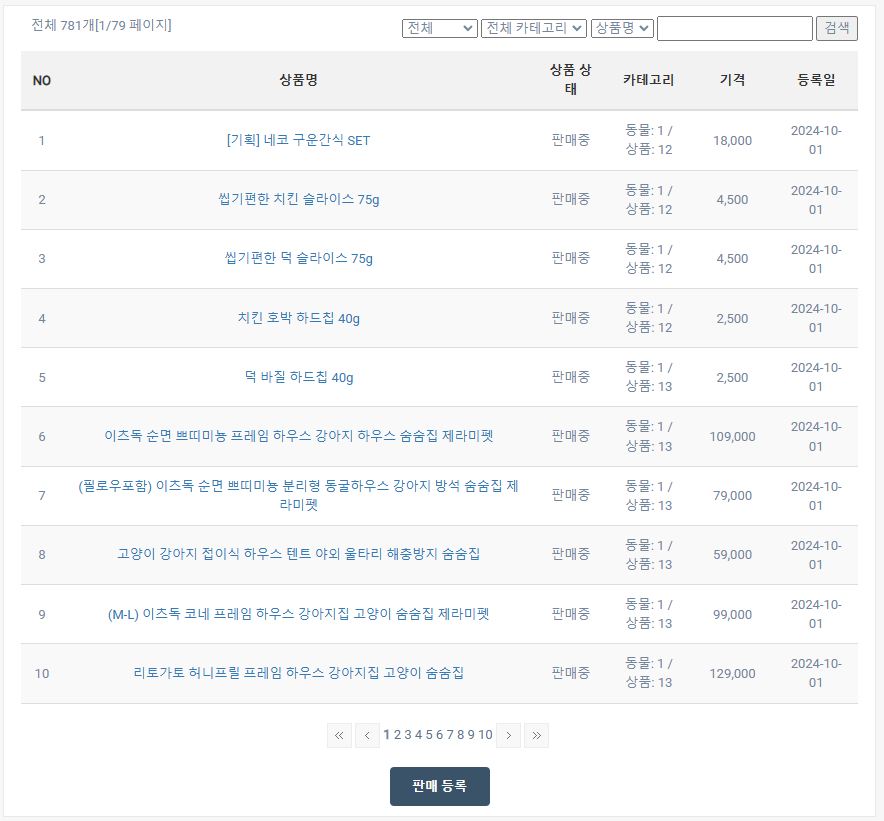 전체 781개[1/79 페이지]
전체 전체 카테고리 상품명 검색
NO 상품명 상품 상태 카테고리 기격 등록일
1 [기획] 네코 구운간식 SET 판매중 동물: 1 / 상품: 12 18,000 2024-10-01
2 씹기편한 치킨 슬라이스 75g 판매중 동물: 1 / 상품: 12 4,500 2024-10-01
3 씹기편한 덕 슬라이스 75g 판매중 동물: 1 / 상품: 12 4,500 2024-10-01
4 치킨 호박 하드칩 40g 판매중 동물: 1 / 상품: 12 2,500 2024-10-01
5 덕 바질 하드칩 40g 판매중 동물: 1 / 상품: 13 2,500 2024-10-01
6 이츠독 순면 쁘띠미뇽 프레임 하우스 강아지 하우스 숨숨집 제라미펫 판매중 동물: 1 / 상품: 13 109,000 2024-10-01
7 (필로우포함) 이츠독 순면 쁘띠미뇽 분리형 동굴하우스 강아지 방석 숨숨집 제라미펫 판매중 동물: 1 / 상품: 13 79,000 2024-10-01
8 고양이 강아지 접이식 하우스 텐트 야외 울타리 해충방지 숨숨집 판매중 동물: 1 / 상품: 13 59,000 2024-10-01
9 (M-L) 이츠독 코네 프레임 하우스 강아지집 고양이 숨숨집 제라미펫 판매중 동물: 1 / 상품: 13 99,000 2024-10-01
10 리토가토 허니프릴 프레임 하우스 강아지집 고양이 숨숨집 판매중 동물: 1 / 상품: 13 129,000 2024-10-01
« ‹ 1 2 3 4 5 6 7 8 9 10 › »
판매 등록